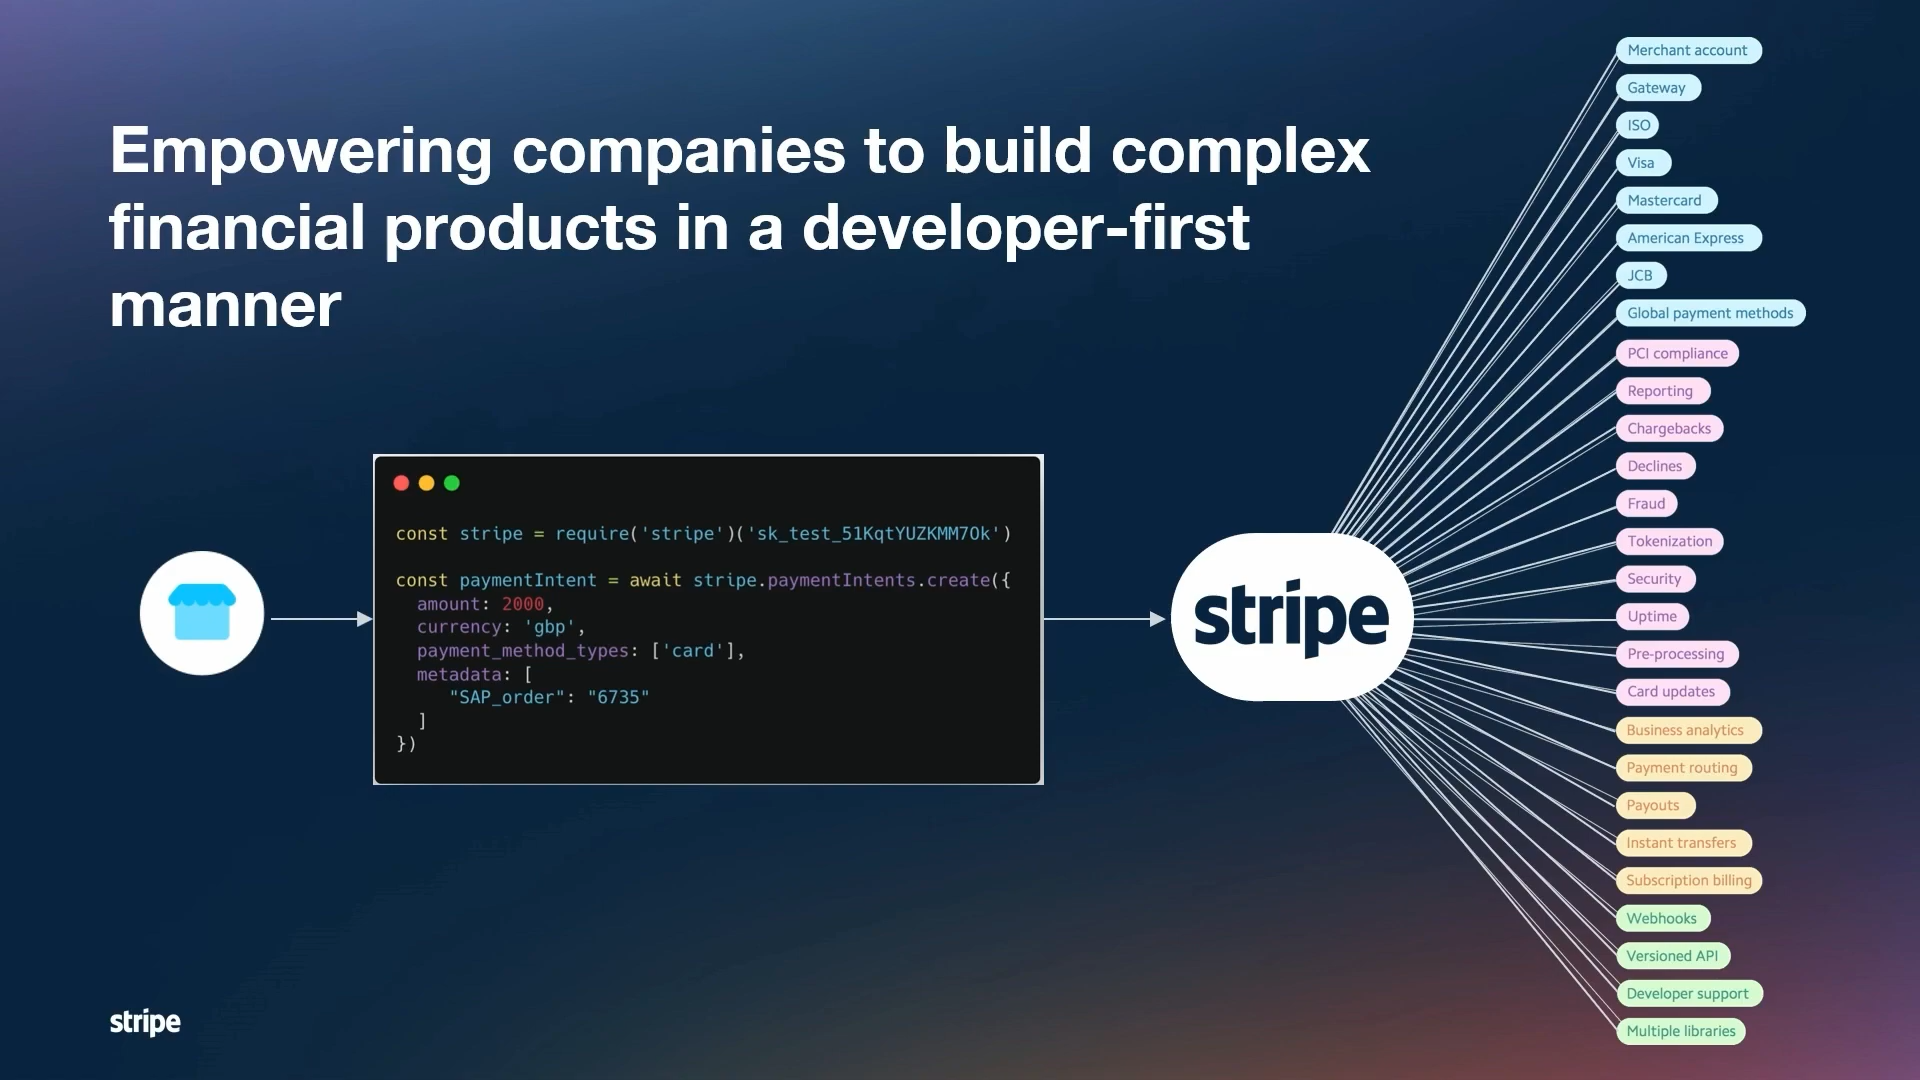 Empowering companies to build complex
financial products in a developer-first
manner
const stripe = require('stripe')('sk_test_51KqtYUZKMM7Ok')
const paymentIntent = await stripe.paymentIntents.create({
amount: 2000,
currency: 'gbp',
payment_method_types: ['card'],
metadata: [
"SAP_order": "6735"
]
})
stripe
Merchant account
Gateway
ISO
Visa
Mastercard
American Express
JCB
Global payment methods
PCI compliance
Reporting
Chargebacks
Declines
Fraud
Tokenization
Security
Uptime
Pre-processing
Card updates
Business analytics
Payment routing
Payouts
Instant transfers
Subscription billing
Webhooks
Versioned API
Developer support
Multiple libraries
stripe